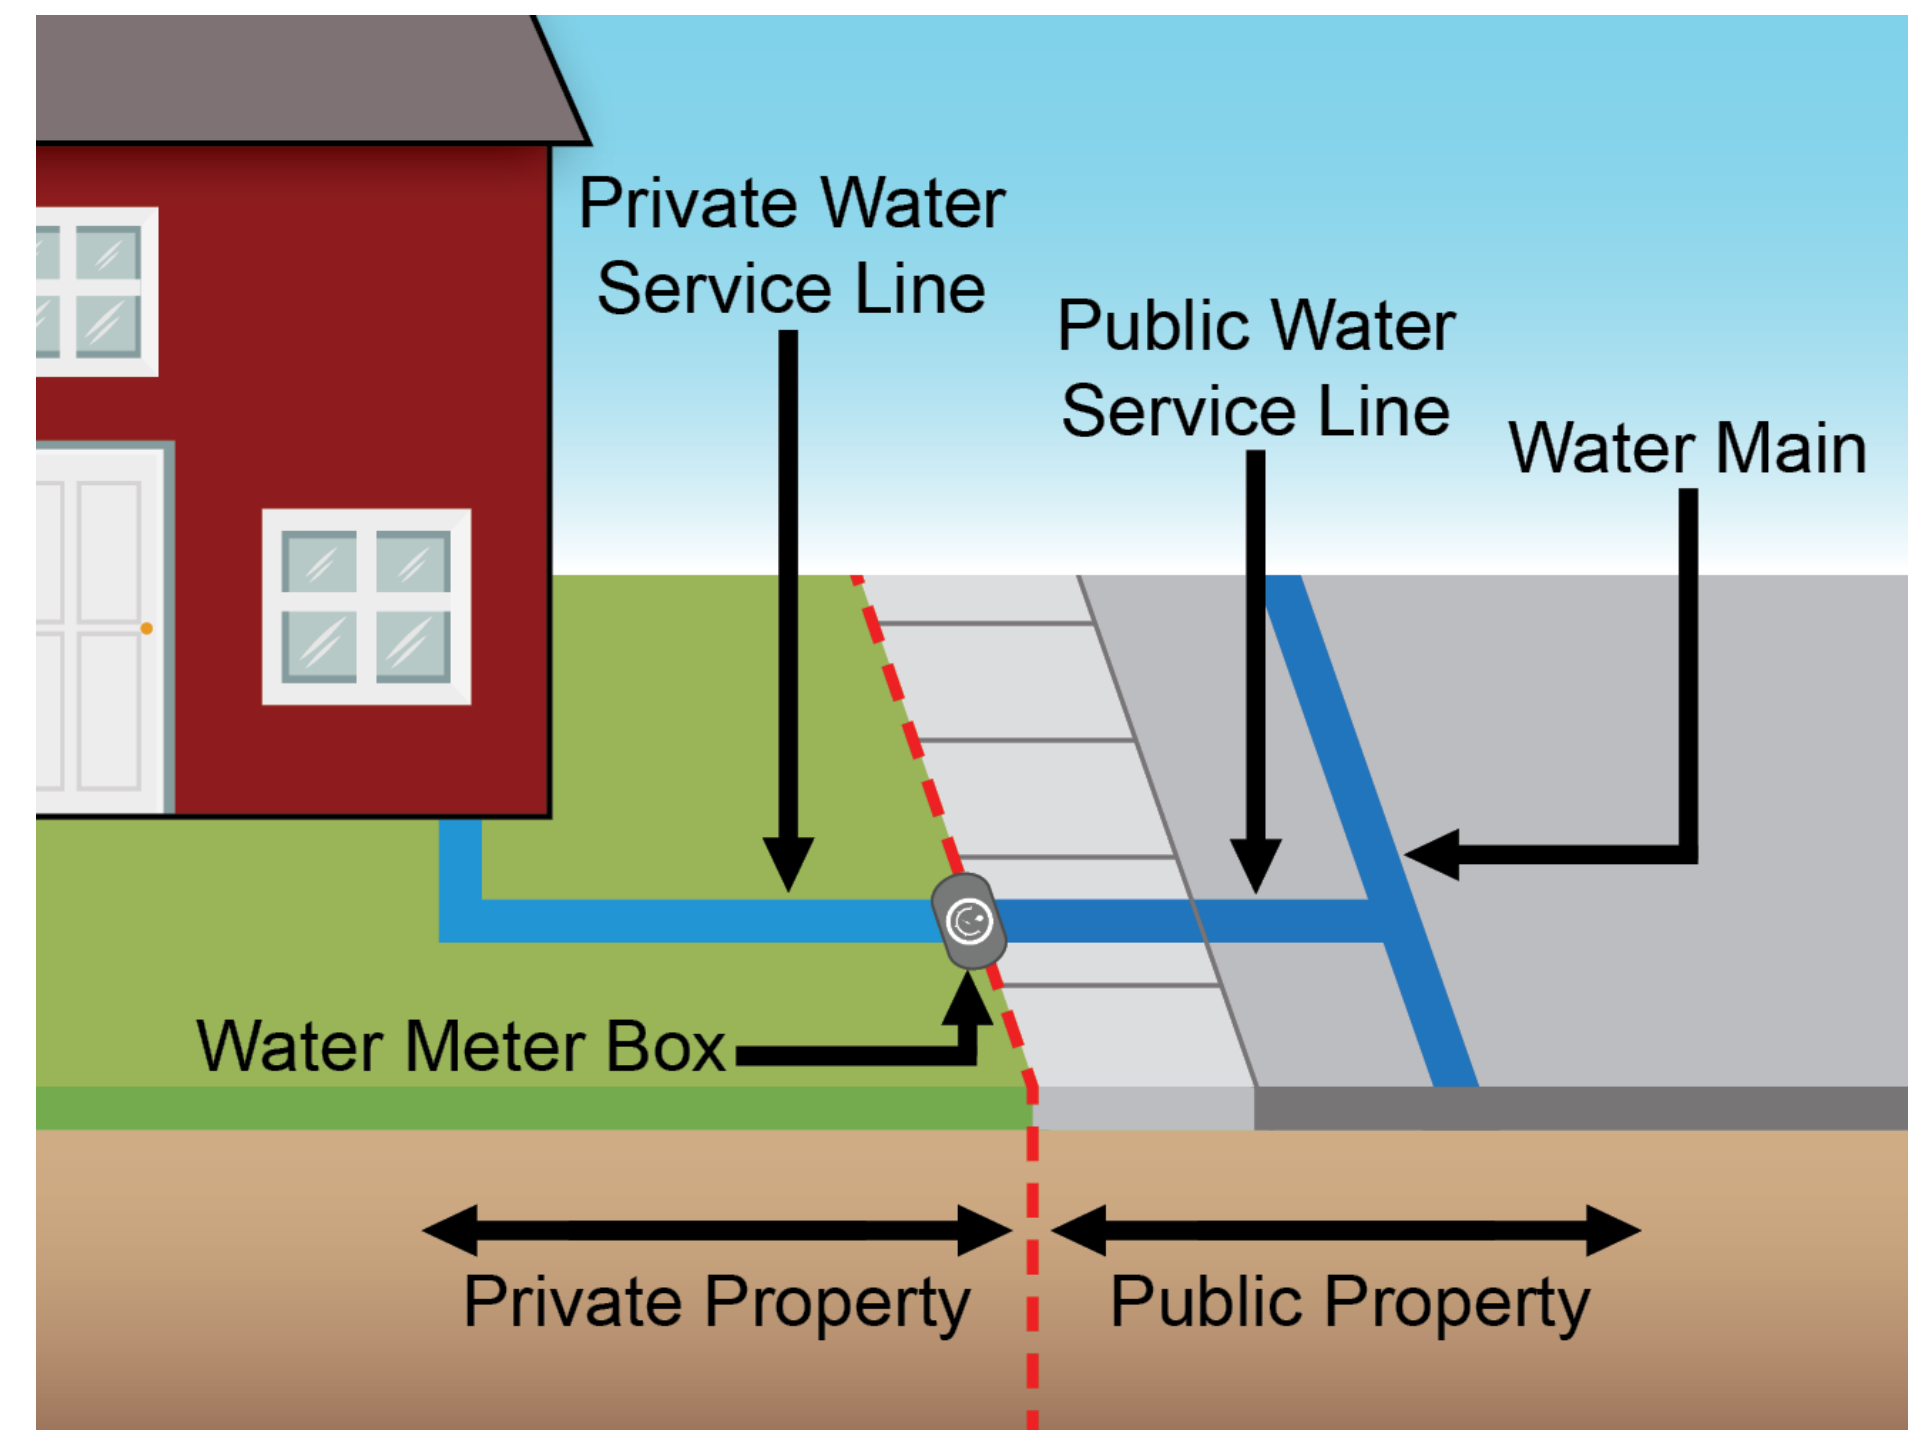 Private Water
Service Line
Public Water
Service Line
Water Main
Water Meter Box
Private Property
Public Property